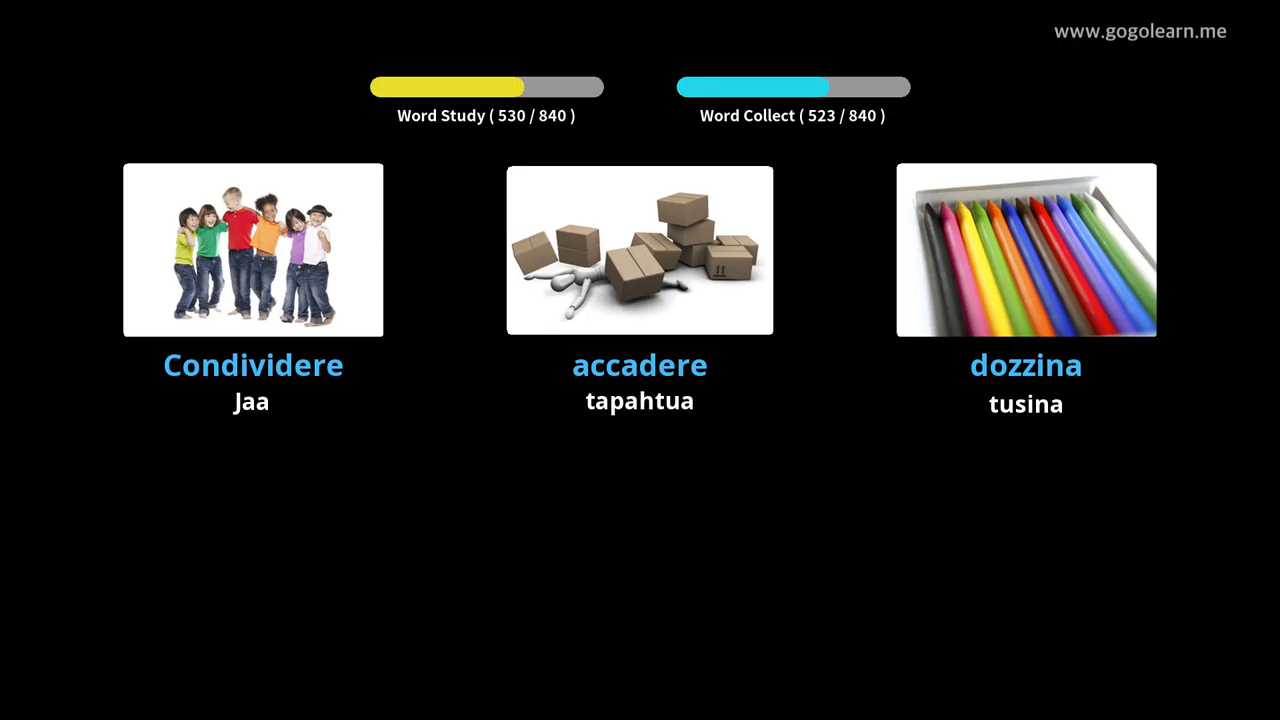 www.gogolearn.me
Word Study ( 530 / 840 )
Word Collect ( 523 / 840 )
Condividere
Jaa
accadere
tapahtua
dozzina
tusina